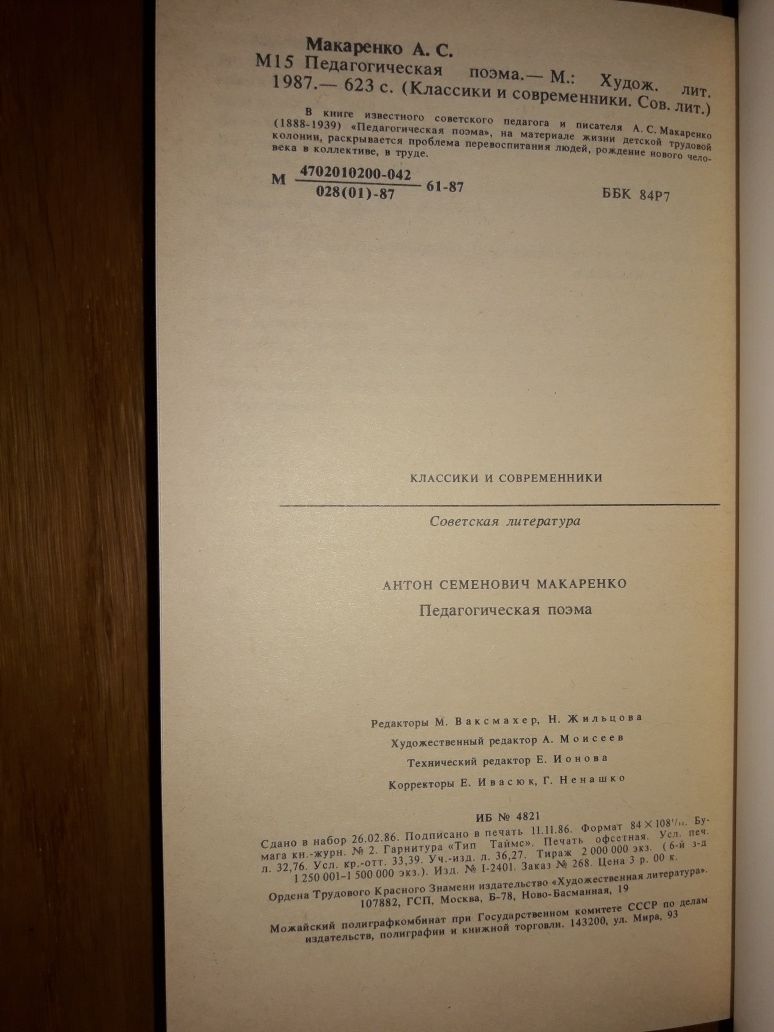 Макаренко А. С.
М15 Педагогическая поэма.— М.: Худож. лит.
1987.— 623 с. (Классики и современники. Сов. лит.)
В книге известного советского педагога и писателя А. С. Макаренко
(1888-1939) «Педагогическая поэма», на материале жизни детской трудовой
колонии, раскрывается проблема перевоспитания людей, рождение нового чело-
века в коллективе, в труде.
4702010200-042
М 61-87
028(01)-87
ББК 84Р7
КЛАССИКИ И СОВРЕМЕННИКИ
Советская литература
АНТОН СЕМЕНОВИЧ МАКАРЕНКО
Педагогическая поэма
Редакторы М. Ваксмахер, Н. Жильцова
Художественный редактор А. Моисеев
Технический редактор Е. Ионова
Корректоры Е. Ивасюк, Г. Ненашко
ИБ № 4821
Сдано в набор 26.02.86. Подписано в печать 11.11.86. Формат 84×108¹/₃₂. Бу-
мага кн.-журн. № 2. Гарнитура «Тип Таймс». Печать офсетная. Усл. печ.
л. 32,76. Усл. кр.-отт. 33,39. Уч.-изд. л. 36,27. Тираж 2 000 000 экз. (6-й з-д
1 250 001–1 500 000 экз.). Изд. № I-2401. Заказ № 268. Цена 3 р. 00 к.
Ордена Трудового Красного Знамени издательство «Художественная литература».
107882, ГСП, Москва, Б-78, Ново-Басманная, 19
Можайский полиграфкомбинат при Государственном комитете СССР по делам
издательств, полиграфии и книжной торговли. 143200, ул. Мира, 93